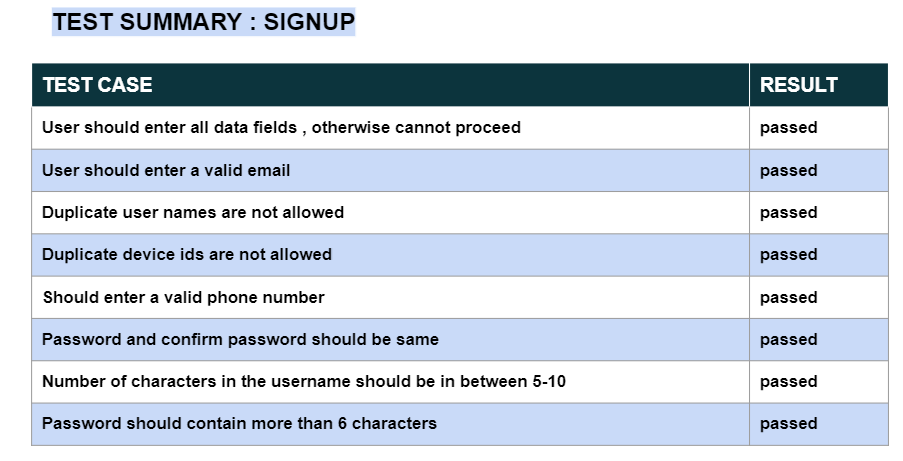 TEST SUMMARY : SIGNUP
TEST CASE RESULT
User should enter all data fields , otherwise cannot proceed passed
User should enter a valid email passed
Duplicate user names are not allowed passed
Duplicate device ids are not allowed passed
Should enter a valid phone number passed
Password and confirm password should be same passed
Number of characters in the username should be in between 5-10 passed
Password should contain more than 6 characters passed